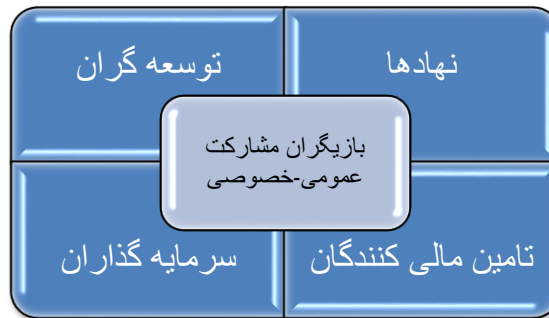 نهادها
توسعه گران
بازیگران مشارکت
عمومی-خصوصی
تامین مالی کنندگان
سرمایه گذاران